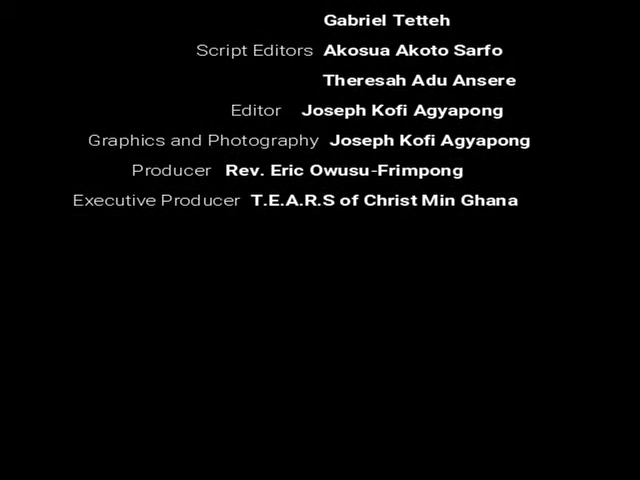 Gabriel Tetteh
Script Editors Akosua Akoto Sarfo
Theresah Adu Ansere
Editor Joseph Kofi Agyapong
Graphics and Photography Joseph Kofi Agyapong
Producer Rev. Eric Owusu-Frimpong
Executive Producer T.E.A.R.S of Christ Min Ghana